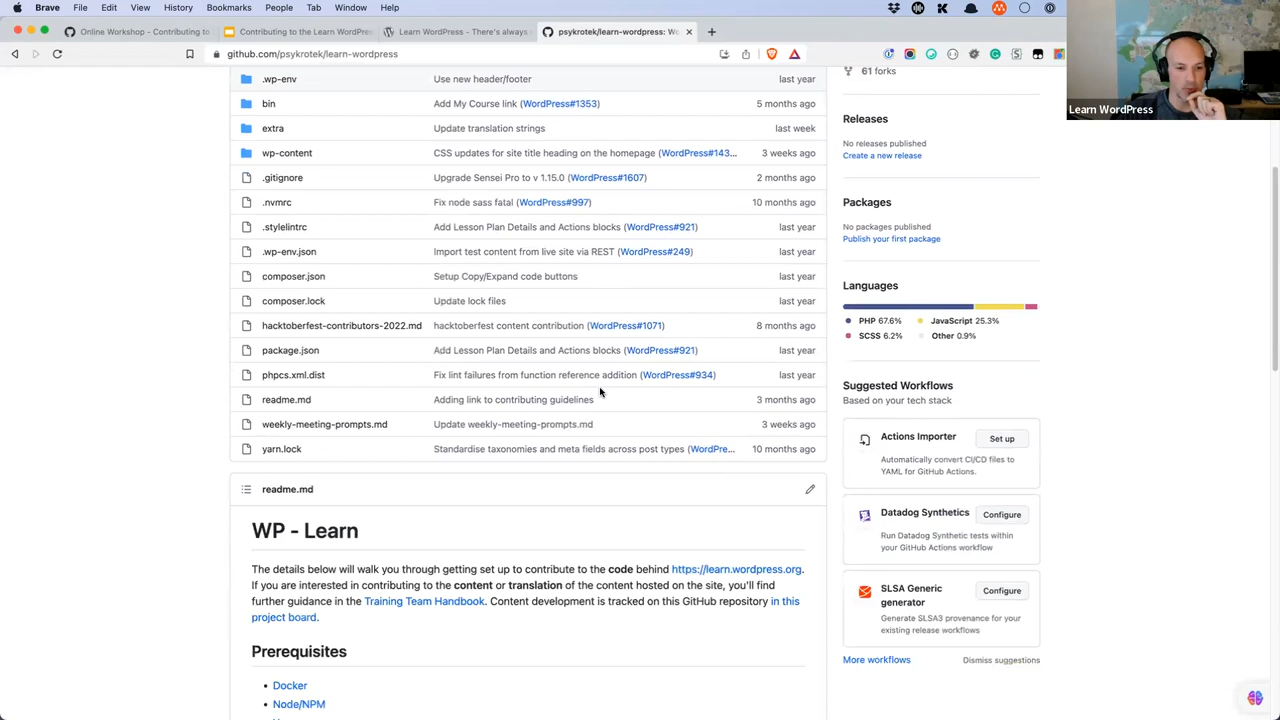 Brave File Edit View History Bookmarks People Tab Window Help
Online Workshop - Contributing to
Contributing to the Learn WordPres
Learn WordPress - There's always
psykrotek/learn-wordpress: Wo
github.com/psykrotek/learn-wordpress
Learn WordPress
.wp-env Use new header/footer last year
bin Add My Course link (WordPress#1353) 5 months ago
extra Update translation strings last week
wp-content CSS updates for site title heading on the homepage (WordPress#143... 3 weeks ago
.gitignore Upgrade Sensei Pro to v 1.15.0 (WordPress#1607) 2 months ago
.nvmrc Fix node sass fatal (WordPress#997) 10 months ago
.stylelintrc Add Lesson Plan Details and Actions blocks (WordPress#921) last year
.wp-env.json Import test content from live site via REST (WordPress#249) last year
composer.json Setup Copy/Expand code buttons last year
composer.lock Update lock files last year
hacktoberfest-contributors-2022.md hacktoberfest content contribution (WordPress#1071) 8 months ago
package.json Add Lesson Plan Details and Actions blocks (WordPress#921) last year
phpcs.xml.dist Fix lint failures from function reference addition (WordPress#934) last year
readme.md Adding link to contributing guidelines 3 months ago
weekly-meeting-prompts.md Update weekly-meeting-prompts.md 3 weeks ago
yarn.lock Standardise taxonomies and meta fields across post types (WordPre... 10 months ago
readme.md
WP - Learn
The details below will walk you through getting set up to contribute to the code behind https://learn.wordpress.org.
If you are interested in contributing to the content or translation of the content hosted on the site, you'll find
further guidance in the Training Team Handbook. Content development is tracked on this GitHub repository in this
project board.
Prerequisites
Docker
Node/NPM
61 forks
Releases
No releases published
Create a new release
Packages
No packages published
Publish your first package
Languages
PHP 67.6% JavaScript 25.3%
SCSS 6.2% Other 0.9%
Suggested Workflows
Based on your tech stack
Actions Importer Set up
Automatically convert CI/CD files to
YAML for GitHub Actions.
Datadog Synthetics Configure
Run Datadog Synthetic tests within
your GitHub Actions workflow
SLSA Generic
generator
Configure
Generate SLSA3 provenance for your
existing release workflows
More workflows Dismiss suggestions